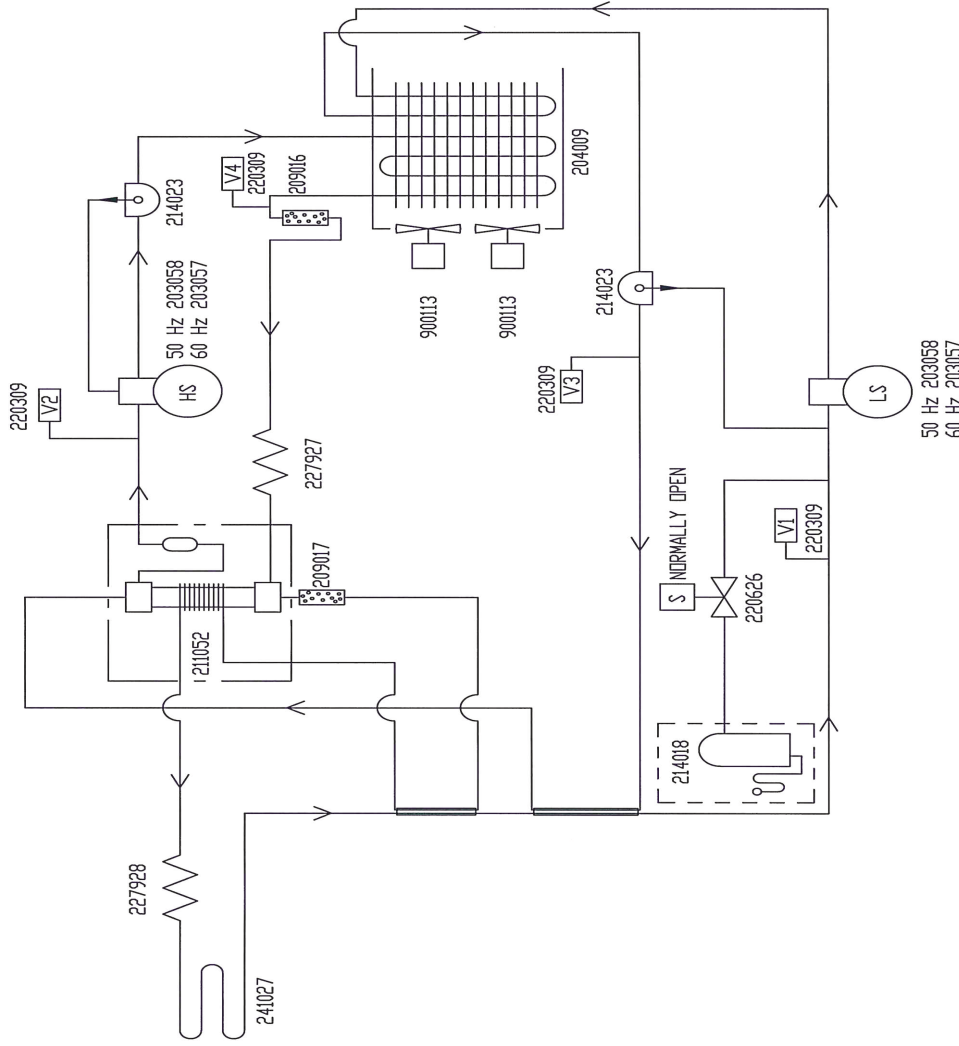 220309
V2
214023
50 Hz 203058
60 Hz 203057
HS
V4
220309
209016
204009
900113
900113
227927
209017
211052
227928
241027
220309
V3
214023
S
NORMALLY OPEN
220626
V1
220309
214018
LS
50 Hz 203058
60 Hz 203057